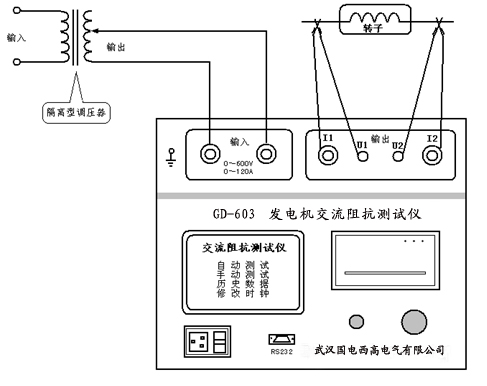 输入
输出
隔离型调压器
转子
输入
0～600V
0～120A
I1
输出
I2
U1
U2
GD-603 发电机交流阻抗测试仪
交流阻抗测试仪
自动测试
手动测试
历史数据
修改时钟
RS232
武汉国电西高电气有限公司